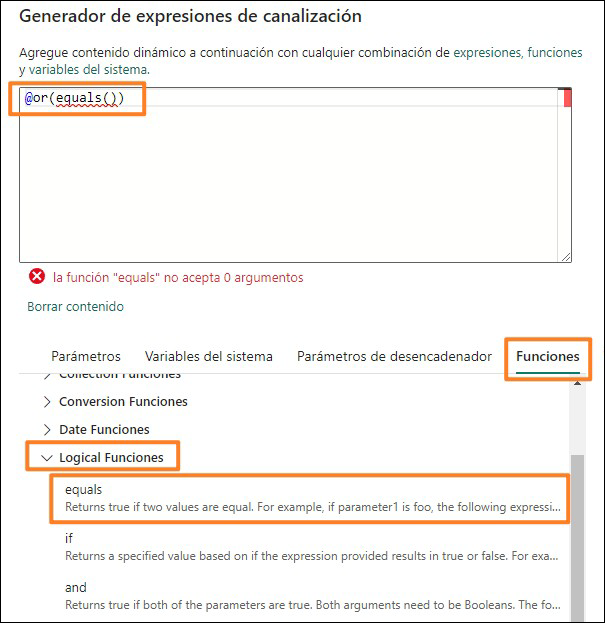 Generador de expresiones de canalización
Agregue contenido dinámico a continuación con cualquier combinación de expresiones, funciones
y variables del sistema.
@or(equals())
la función "equals" no acepta 0 argumentos
Borrar contenido
Parámetros Variables del sistema Parámetros de desencadenador Funciones
Collection Funciones
Conversion Funciones
Date Funciones
Logical Funciones
equals
Returns true if two values are equal. For example, if parameter1 is foo, the following expressi...
if
Returns a specified value based on if the expression provided results in true or false. For exa...
and
Returns true if both of the parameters are true. Both arguments need to be Booleans. The fo...